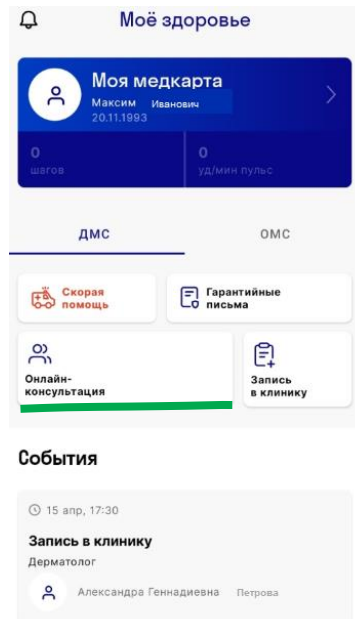 Моё здоровье
Моя медкарта
Максим Иванович
20.11.1993
0
шагов
0
уд/мин пульс
ДМС
ОМС
Скорая
помощь
Гарантийные
письма
Онлайн-
консультация
Запись
в клинику
События
15 апр, 17:30
Запись в клинику
Дерматолог
Александра Геннадиевна Петрова